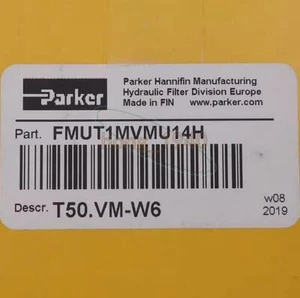 Parker
Parker Hannifin Manufacturing
Hydraulic Filter Division Europe
Made in FIN www.parker.com
Part. FMUT1MVMU14H
Descr. T50.VM-W6
w08
2019